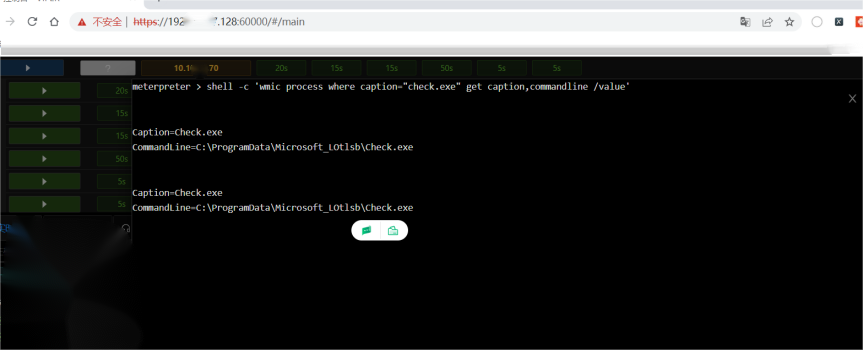 不安全 | https://192 .128:60000/#/main
? 10.1 70 20s 15s 15s 50s 5s 5s
20s
15s
15s
50s
5s
5s
meterpreter > shell -c 'wmic process where caption="check.exe" get caption,commandline /value'
Caption=Check.exe
CommandLine=C:\ProgramData\Microsoft_LOtlsb\Check.exe
Caption=Check.exe
CommandLine=C:\ProgramData\Microsoft_LOtlsb\Check.exe